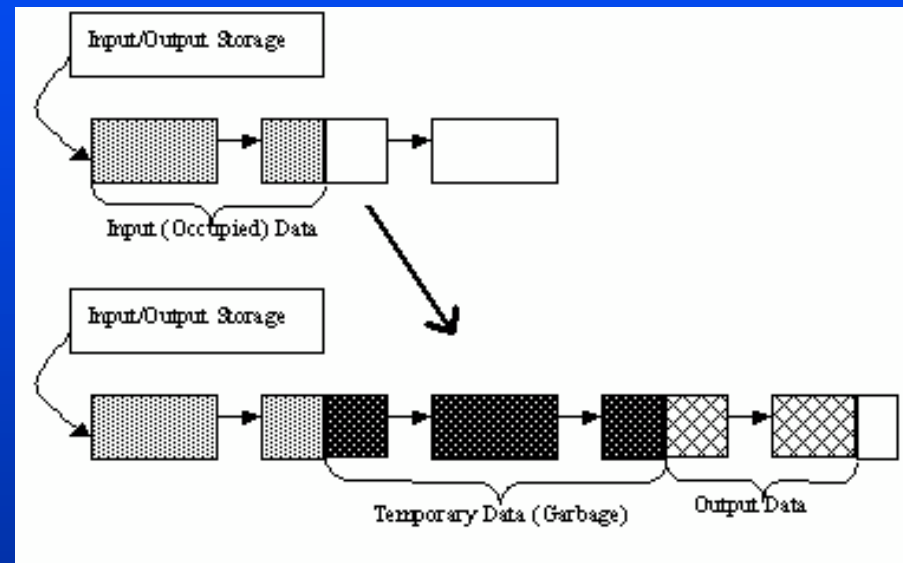 Input/Output Storage
Input (Occupied) Data
Input/Output Storage
Temporary Data (Garbage)
Output Data